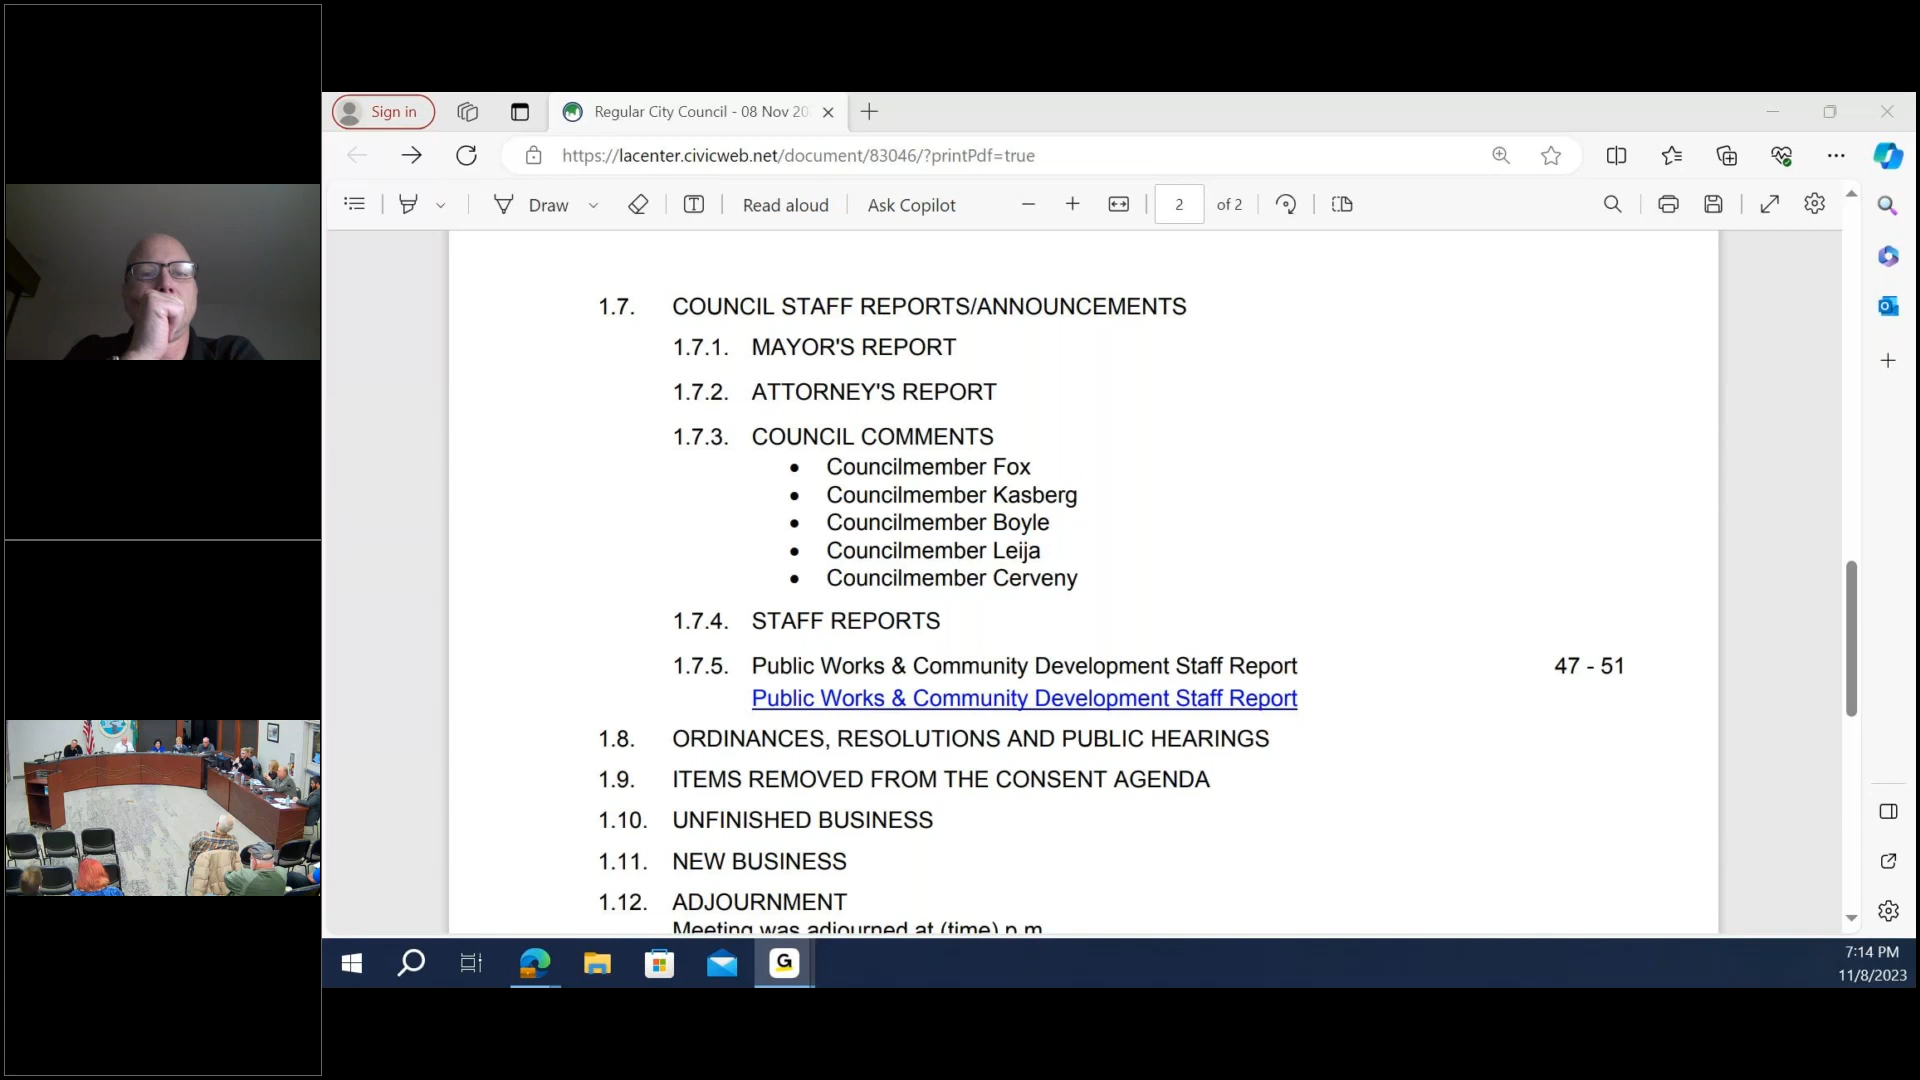 Sign in
Regular City Council - 08 Nov 20
https://lacenter.civicweb.net/document/83046/?printPdf=true
Draw
Read aloud
Ask Copilot
2
of 2
1.7. COUNCIL STAFF REPORTS/ANNOUNCEMENTS
1.7.1. MAYOR'S REPORT
1.7.2. ATTORNEY'S REPORT
1.7.3. COUNCIL COMMENTS
• Councilmember Fox
• Councilmember Kasberg
• Councilmember Boyle
• Councilmember Leija
• Councilmember Cerveny
1.7.4. STAFF REPORTS
1.7.5. Public Works & Community Development Staff Report 47 - 51
Public Works & Community Development Staff Report
1.8. ORDINANCES, RESOLUTIONS AND PUBLIC HEARINGS
1.9. ITEMS REMOVED FROM THE CONSENT AGENDA
1.10. UNFINISHED BUSINESS
1.11. NEW BUSINESS
1.12. ADJOURNMENT
Meeting was adjourned at (time) p.m.
7:14 PM
11/8/2023